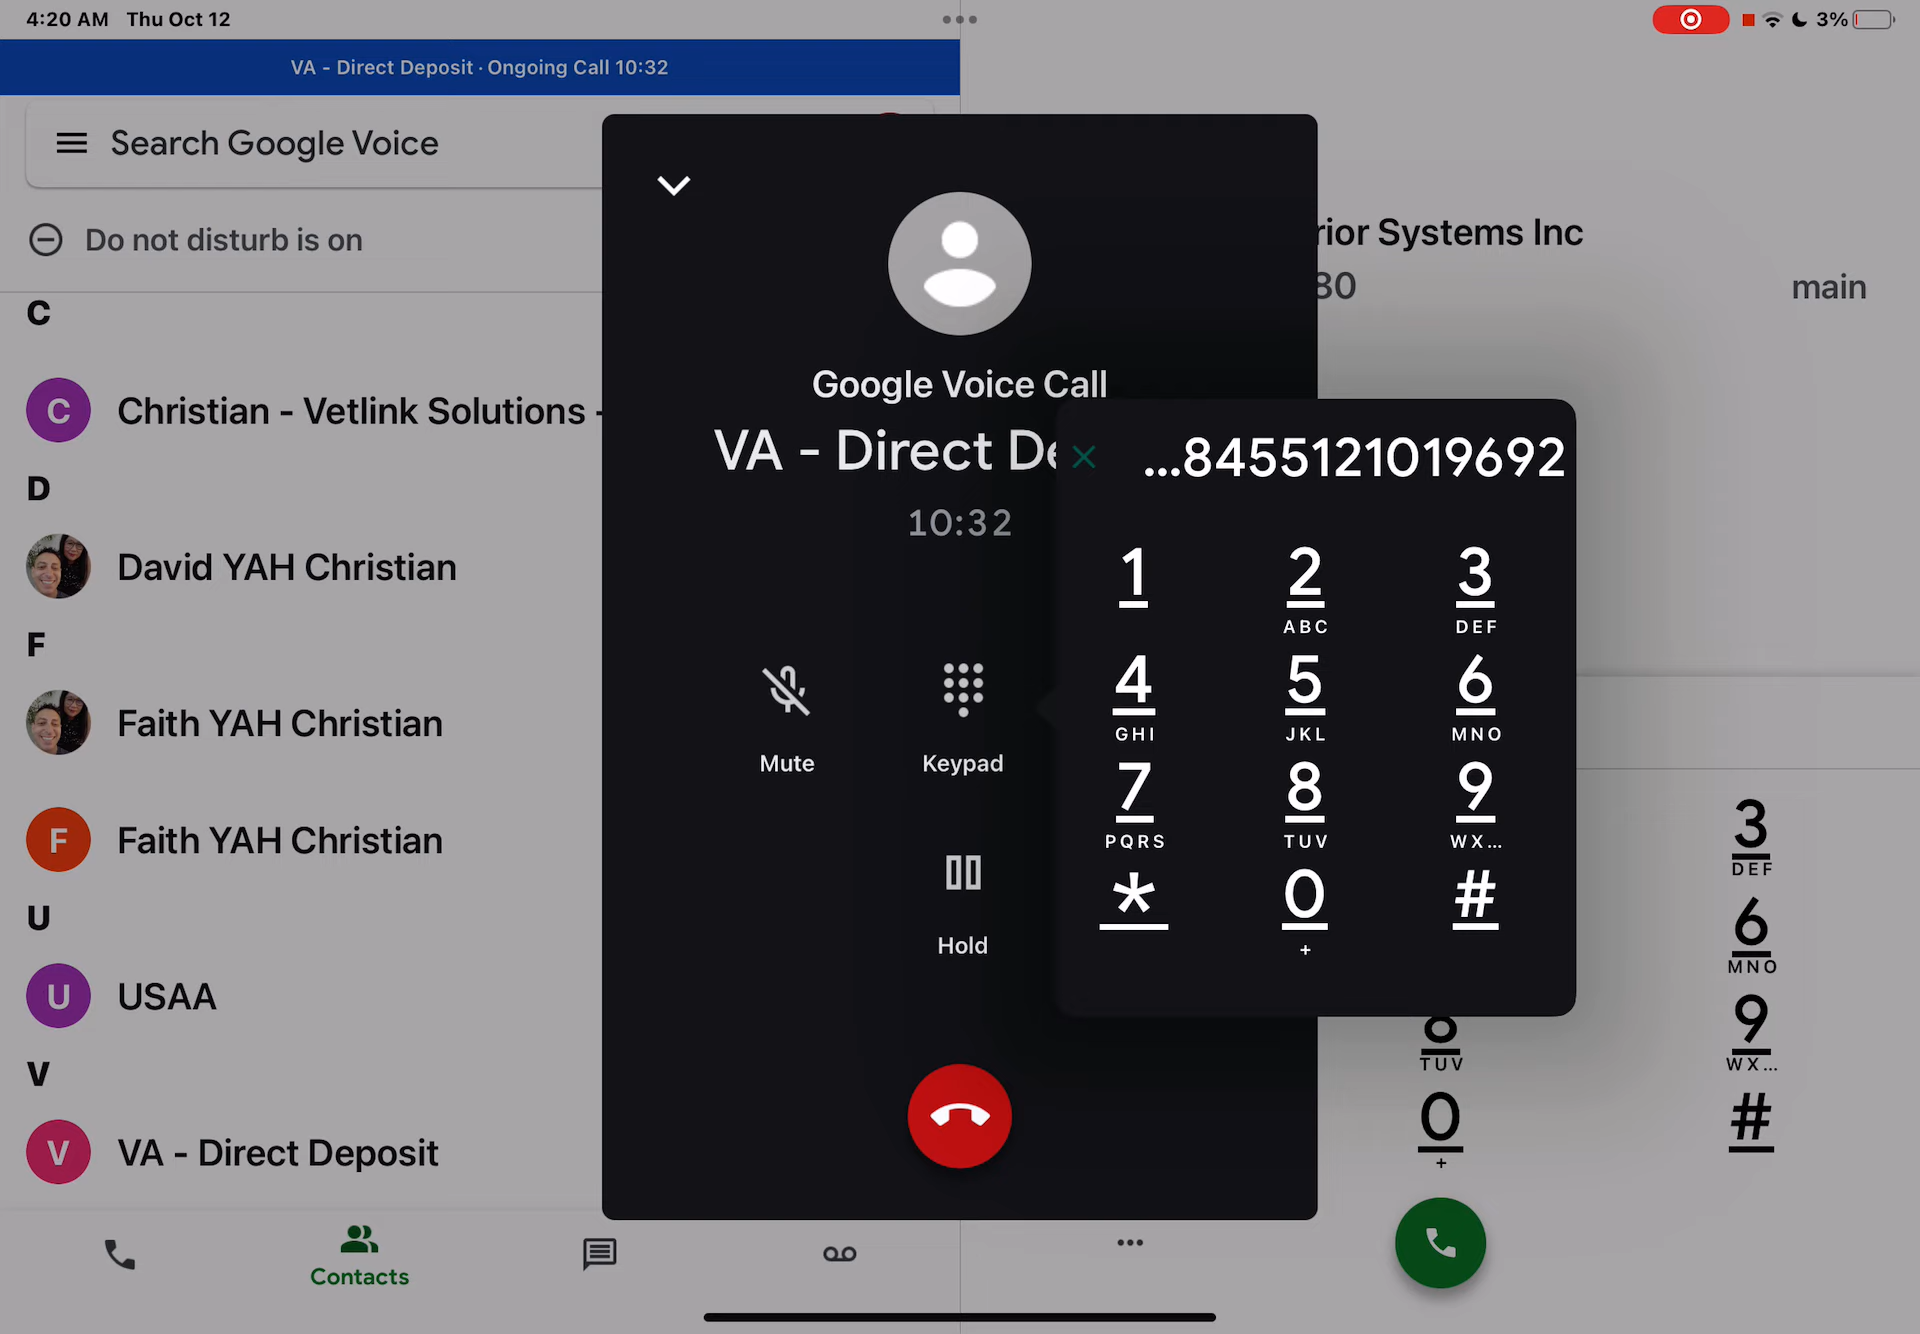 4:20 AM Thu Oct 12
3%
VA - Direct Deposit · Ongoing Call 10:32
Search Google Voice
Do not disturb is on
C
C
Christian - Vetlink Solutions -
D
David YAH Christian
F
Faith YAH Christian
F
Faith YAH Christian
U
U
USAA
V
V
VA - Direct Deposit
Contacts
Google Voice Call
VA - Direct De
10:32
Mute
Keypad
Hold
...8455121019692
1
2
3
ABC
DEF
4
5
6
GHI
JKL
MNO
7
8
9
PQRS
TUV
WX...
*
0
#
+
rior Systems Inc
80
main
3
DEF
6
MNO
8
9
TUV
WX...
0
#
+